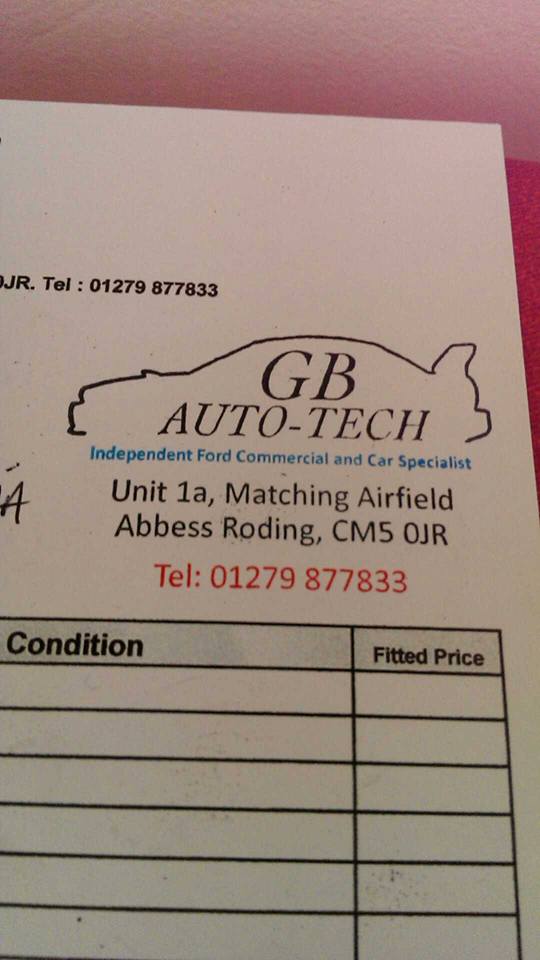 0JR. Tel : 01279 877833
GB
AUTO-TECH
Independent Ford Commercial and Car Specialist
Unit 1a, Matching Airfield
Abbess Roding, CM5 0JR
Tel: 01279 877833
Condition
Fitted Price